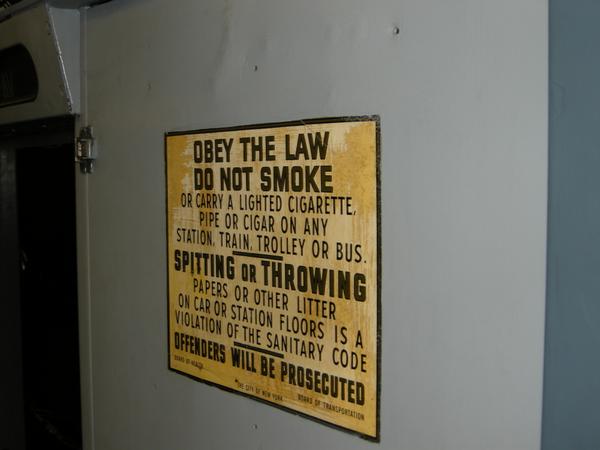 OBEY THE LAW
DO NOT SMOKE
OR CARRY A LIGHTED CIGARETTE,
PIPE OR CIGAR ON ANY
STATION, TRAIN, TROLLEY OR BUS.
SPITTING OR THROWING
PAPERS OR OTHER LITTER
ON CAR OR STATION FLOORS IS A
VIOLATION OF THE SANITARY CODE
OFFENDERS WILL BE PROSECUTED
BOARD OF HEALTH THE CITY OF NEW YORK BOARD OF TRANSPORTATION